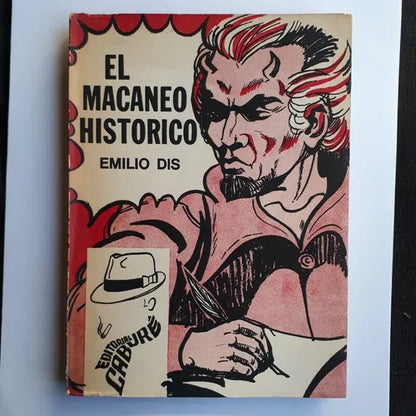 EL
MACANEO
HISTORICO
EMILIO DIS
EDITORIAL
CABURÉ